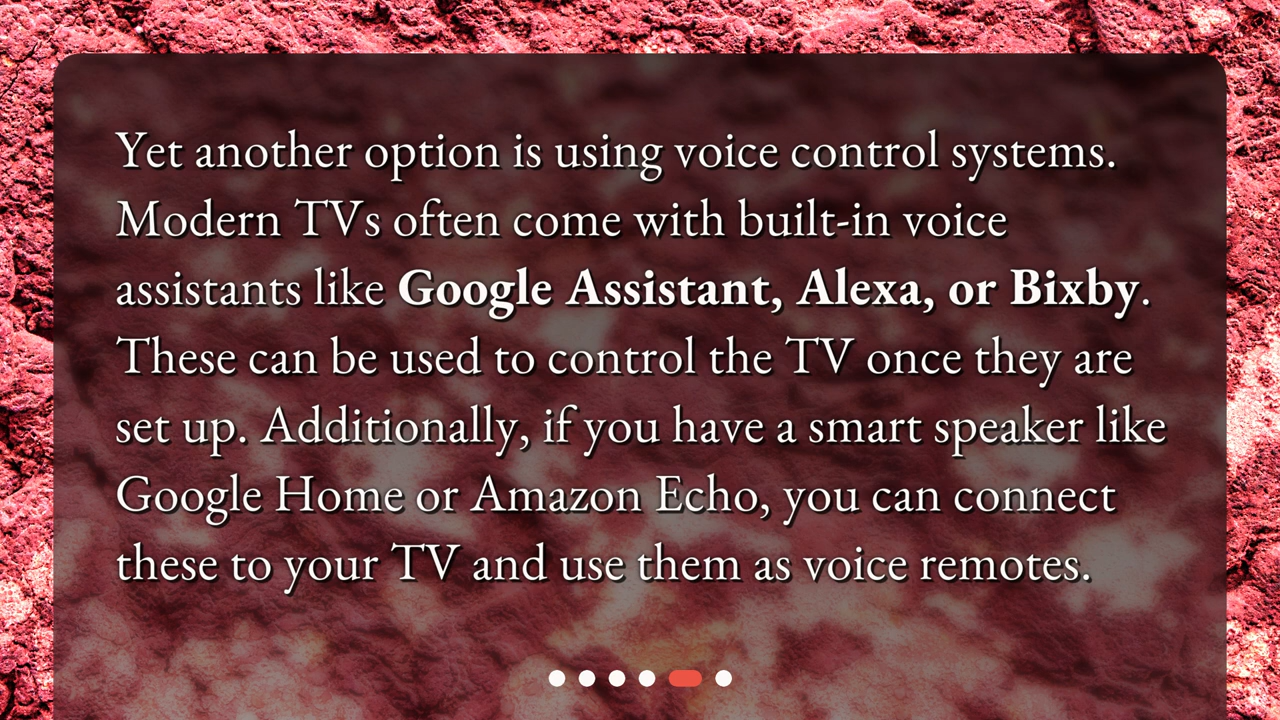 Yet another option is using voice control systems.
Modern TVs often come with built-in voice
assistants like Google Assistant, Alexa, or Bixby.
These can be used to control the TV once they are
set up. Additionally, if you have a smart speaker like
Google Home or Amazon Echo, you can connect
these to your TV and use them as voice remotes.